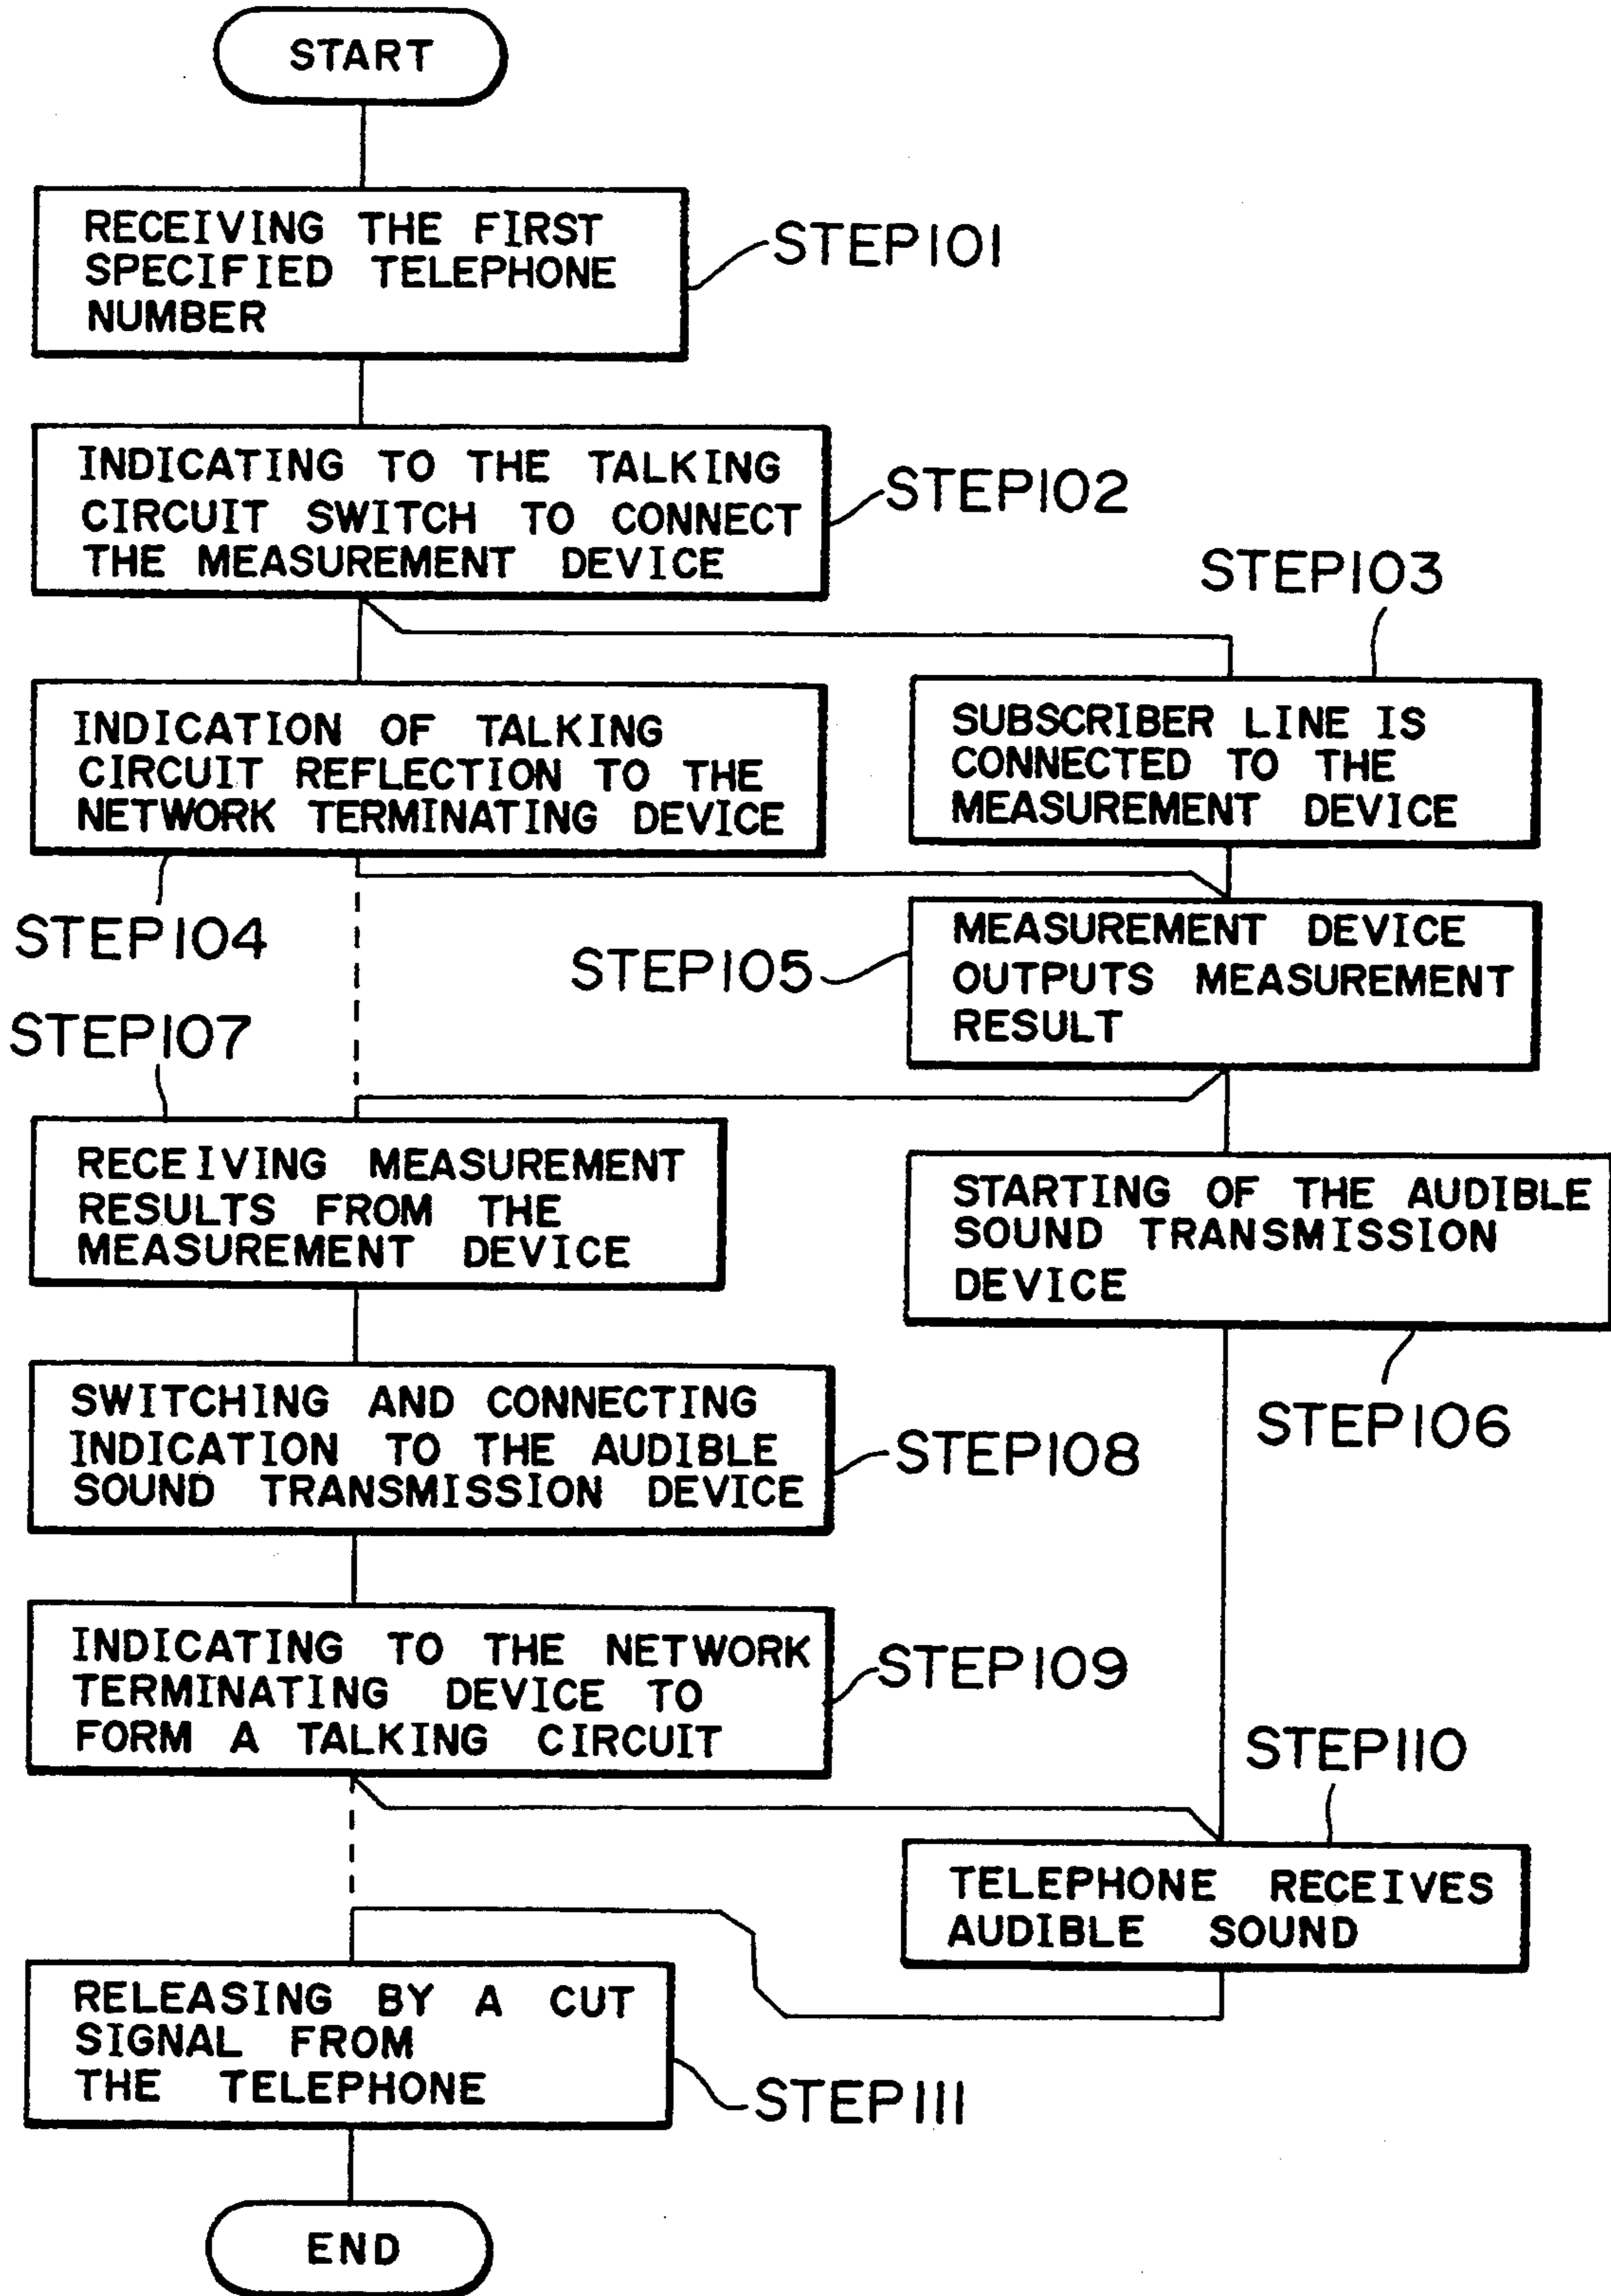 START
RECEIVING THE FIRST
SPECIFIED TELEPHONE
NUMBER
STEP101
INDICATING TO THE TALKING
CIRCUIT SWITCH TO CONNECT
THE MEASUREMENT DEVICE
STEP102
STEP103
INDICATION OF TALKING
CIRCUIT REFLECTION TO THE
NETWORK TERMINATING DEVICE
STEP104
SUBSCRIBER LINE IS
CONNECTED TO THE
MEASUREMENT DEVICE
MEASUREMENT DEVICE
OUTPUTS MEASUREMENT
RESULT
STEP105
STEP107
RECEIVING MEASUREMENT
RESULTS FROM THE
MEASUREMENT DEVICE
STARTING OF THE AUDIBLE
SOUND TRANSMISSION
DEVICE
STEP106
SWITCHING AND CONNECTING
INDICATION TO THE AUDIBLE
SOUND TRANSMISSION DEVICE
STEP108
INDICATING TO THE NETWORK
TERMINATING DEVICE TO
FORM A TALKING CIRCUIT
STEP109
STEP110
TELEPHONE RECEIVES
AUDIBLE SOUND
RELEASING BY A CUT
SIGNAL FROM
THE TELEPHONE
STEP111
END